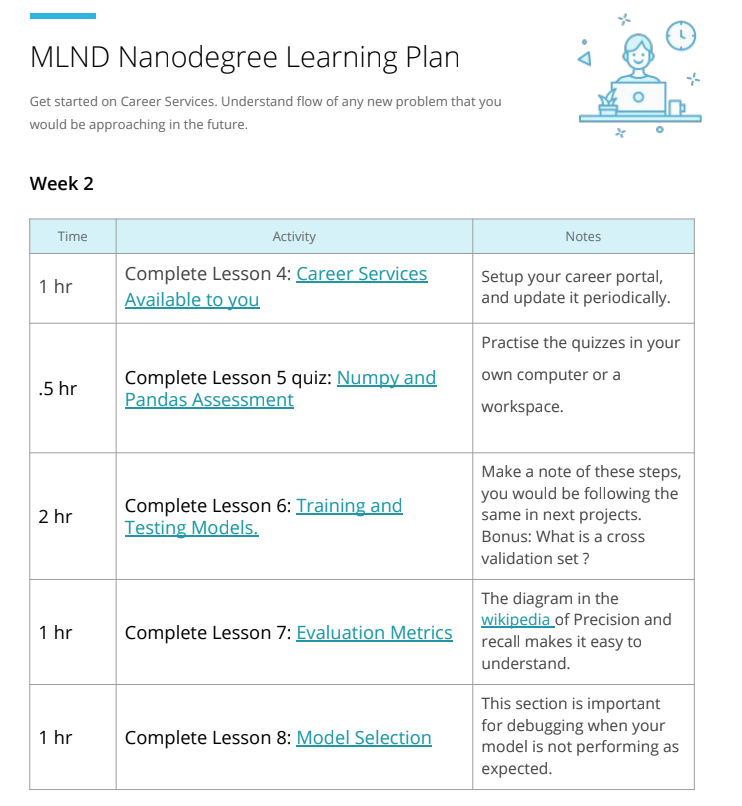 MLND Nanodegree Learning Plan
Get started on Career Services. Understand flow of any new problem that you
would be approaching in the future.
Week 2
Time
Activity
Notes
1 hr
Complete Lesson 4: Career Services
Available to you
Setup your career portal,
and update it periodically.
.5 hr
Complete Lesson 5 quiz: Numpy and
Pandas Assessment
Practise the quizzes in your
own computer or a
workspace.
2 hr
Complete Lesson 6: Training and
Testing Models.
Make a note of these steps,
you would be following the
same in next projects.
Bonus: What is a cross
validation set ?
1 hr
Complete Lesson 7: Evaluation Metrics
The diagram in the
wikipedia of Precision and
recall makes it easy to
understand.
1 hr
Complete Lesson 8: Model Selection
This section is important
for debugging when your
model is not performing as
expected.